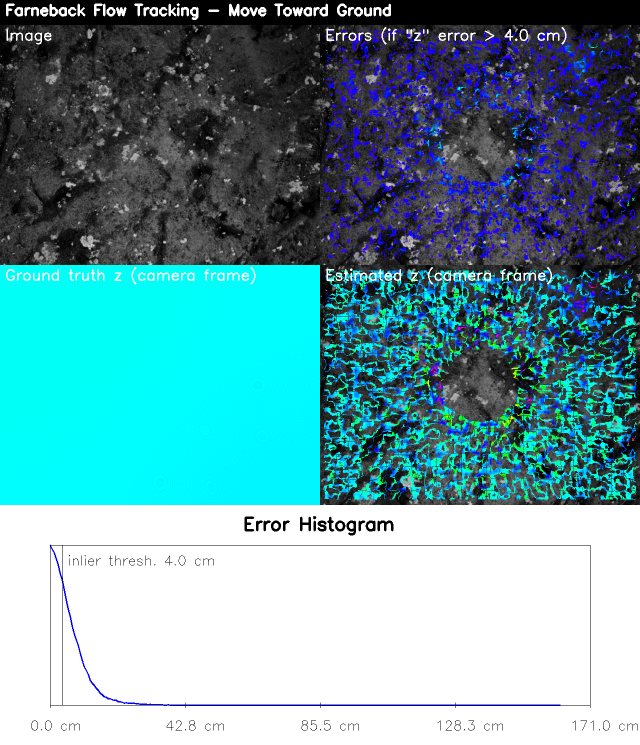 Farneback Flow Tracking – Move Toward Ground
Image
Errors (if "z" error > 4.0 cm)
Ground truth z (camera frame)
Estimated z (camera frame)
Error Histogram
inlier thresh. 4.0 cm
0.0 cm 42.8 cm 85.5 cm 128.3 cm 171.0 cm